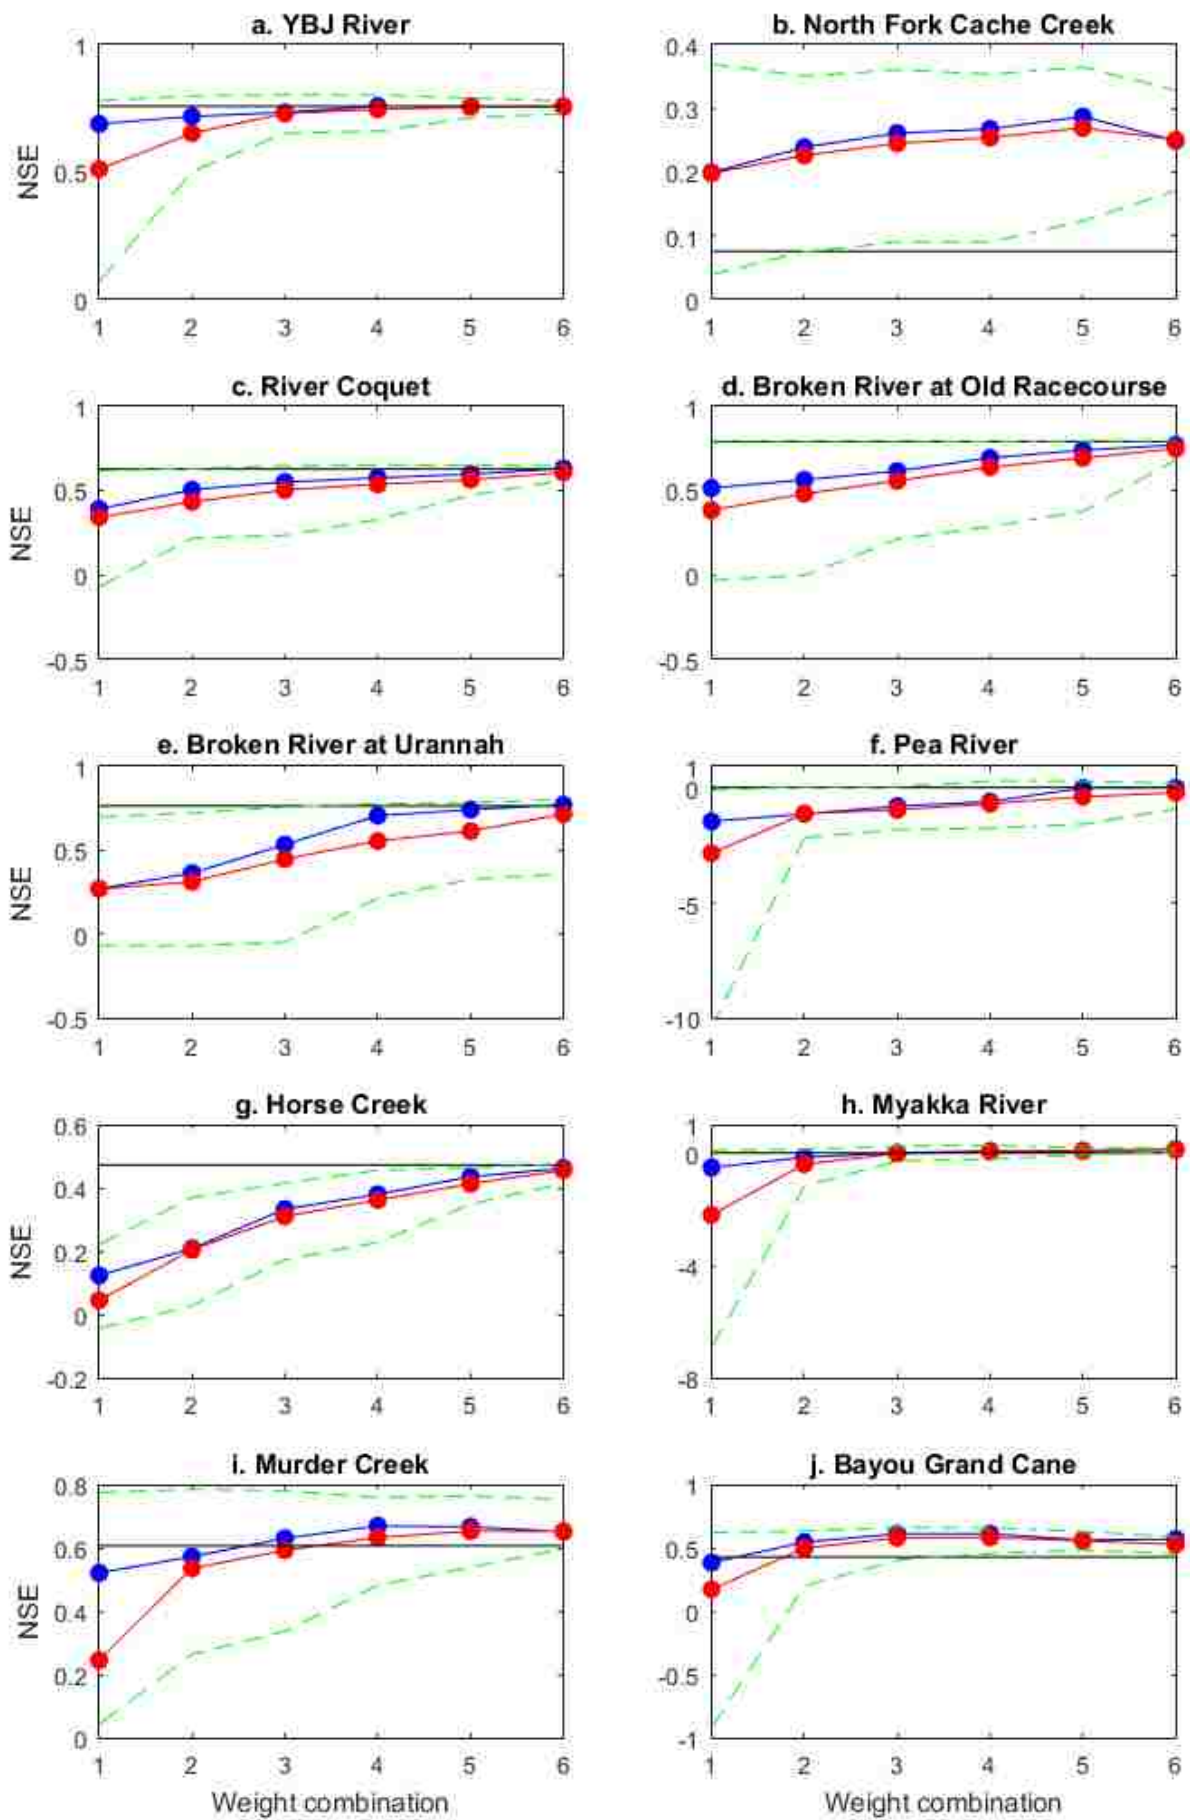 a. YBJ River
NSE
1
0.5
0
1 2 3 4 5 6
b. North Fork Cache Creek
0.4
0.3
0.2
0.1
0
1 2 3 4 5 6
c. River Coquet
NSE
1
0.5
0
-0.5
1 2 3 4 5 6
d. Broken River at Old Racecourse
1
0.5
0
-0.5
1 2 3 4 5 6
e. Broken River at Urannah
NSE
1
0.5
0
-0.5
1 2 3 4 5 6
f. Pea River
1
0
-5
-10
1 2 3 4 5 6
g. Horse Creek
NSE
0.6
0.4
0.2
0
-0.2
1 2 3 4 5 6
h. Myakka River
1
0
-4
-8
1 2 3 4 5 6
i. Murder Creek
NSE
0.8
0.6
0.4
0.2
0
1 2 3 4 5 6
Weight combination
j. Bayou Grand Cane
1
0.5
0
-0.5
-1
1 2 3 4 5 6
Weight combination